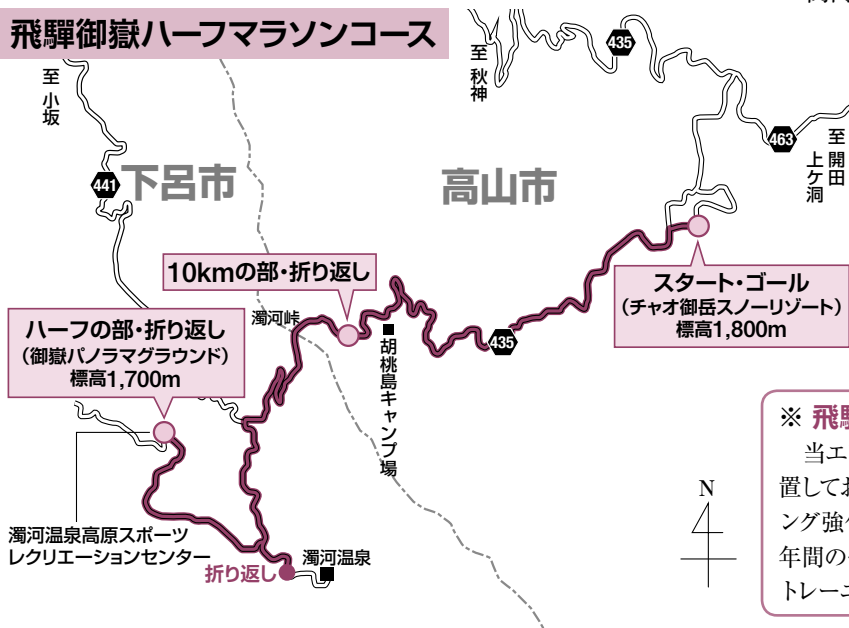 飛驒御嶽ハーフマラソンコース
至 小坂
441
下呂市
至 秋神
435
高山市
463
至 開田
上ケ洞
10kmの部・折り返し
スタート・ゴール
(チャオ御岳スノーリゾート)
標高1,800m
ハーフの部・折り返し
(御嶽パノラマグラウンド)
標高1,700m
濁河峠
胡桃島キャンプ場
435
濁河温泉高原スポーツ
レクリエーションセンター
折り返し
濁河温泉
N
※ 飛驒
当エ
置してお
ング強
年間の
トレーニ